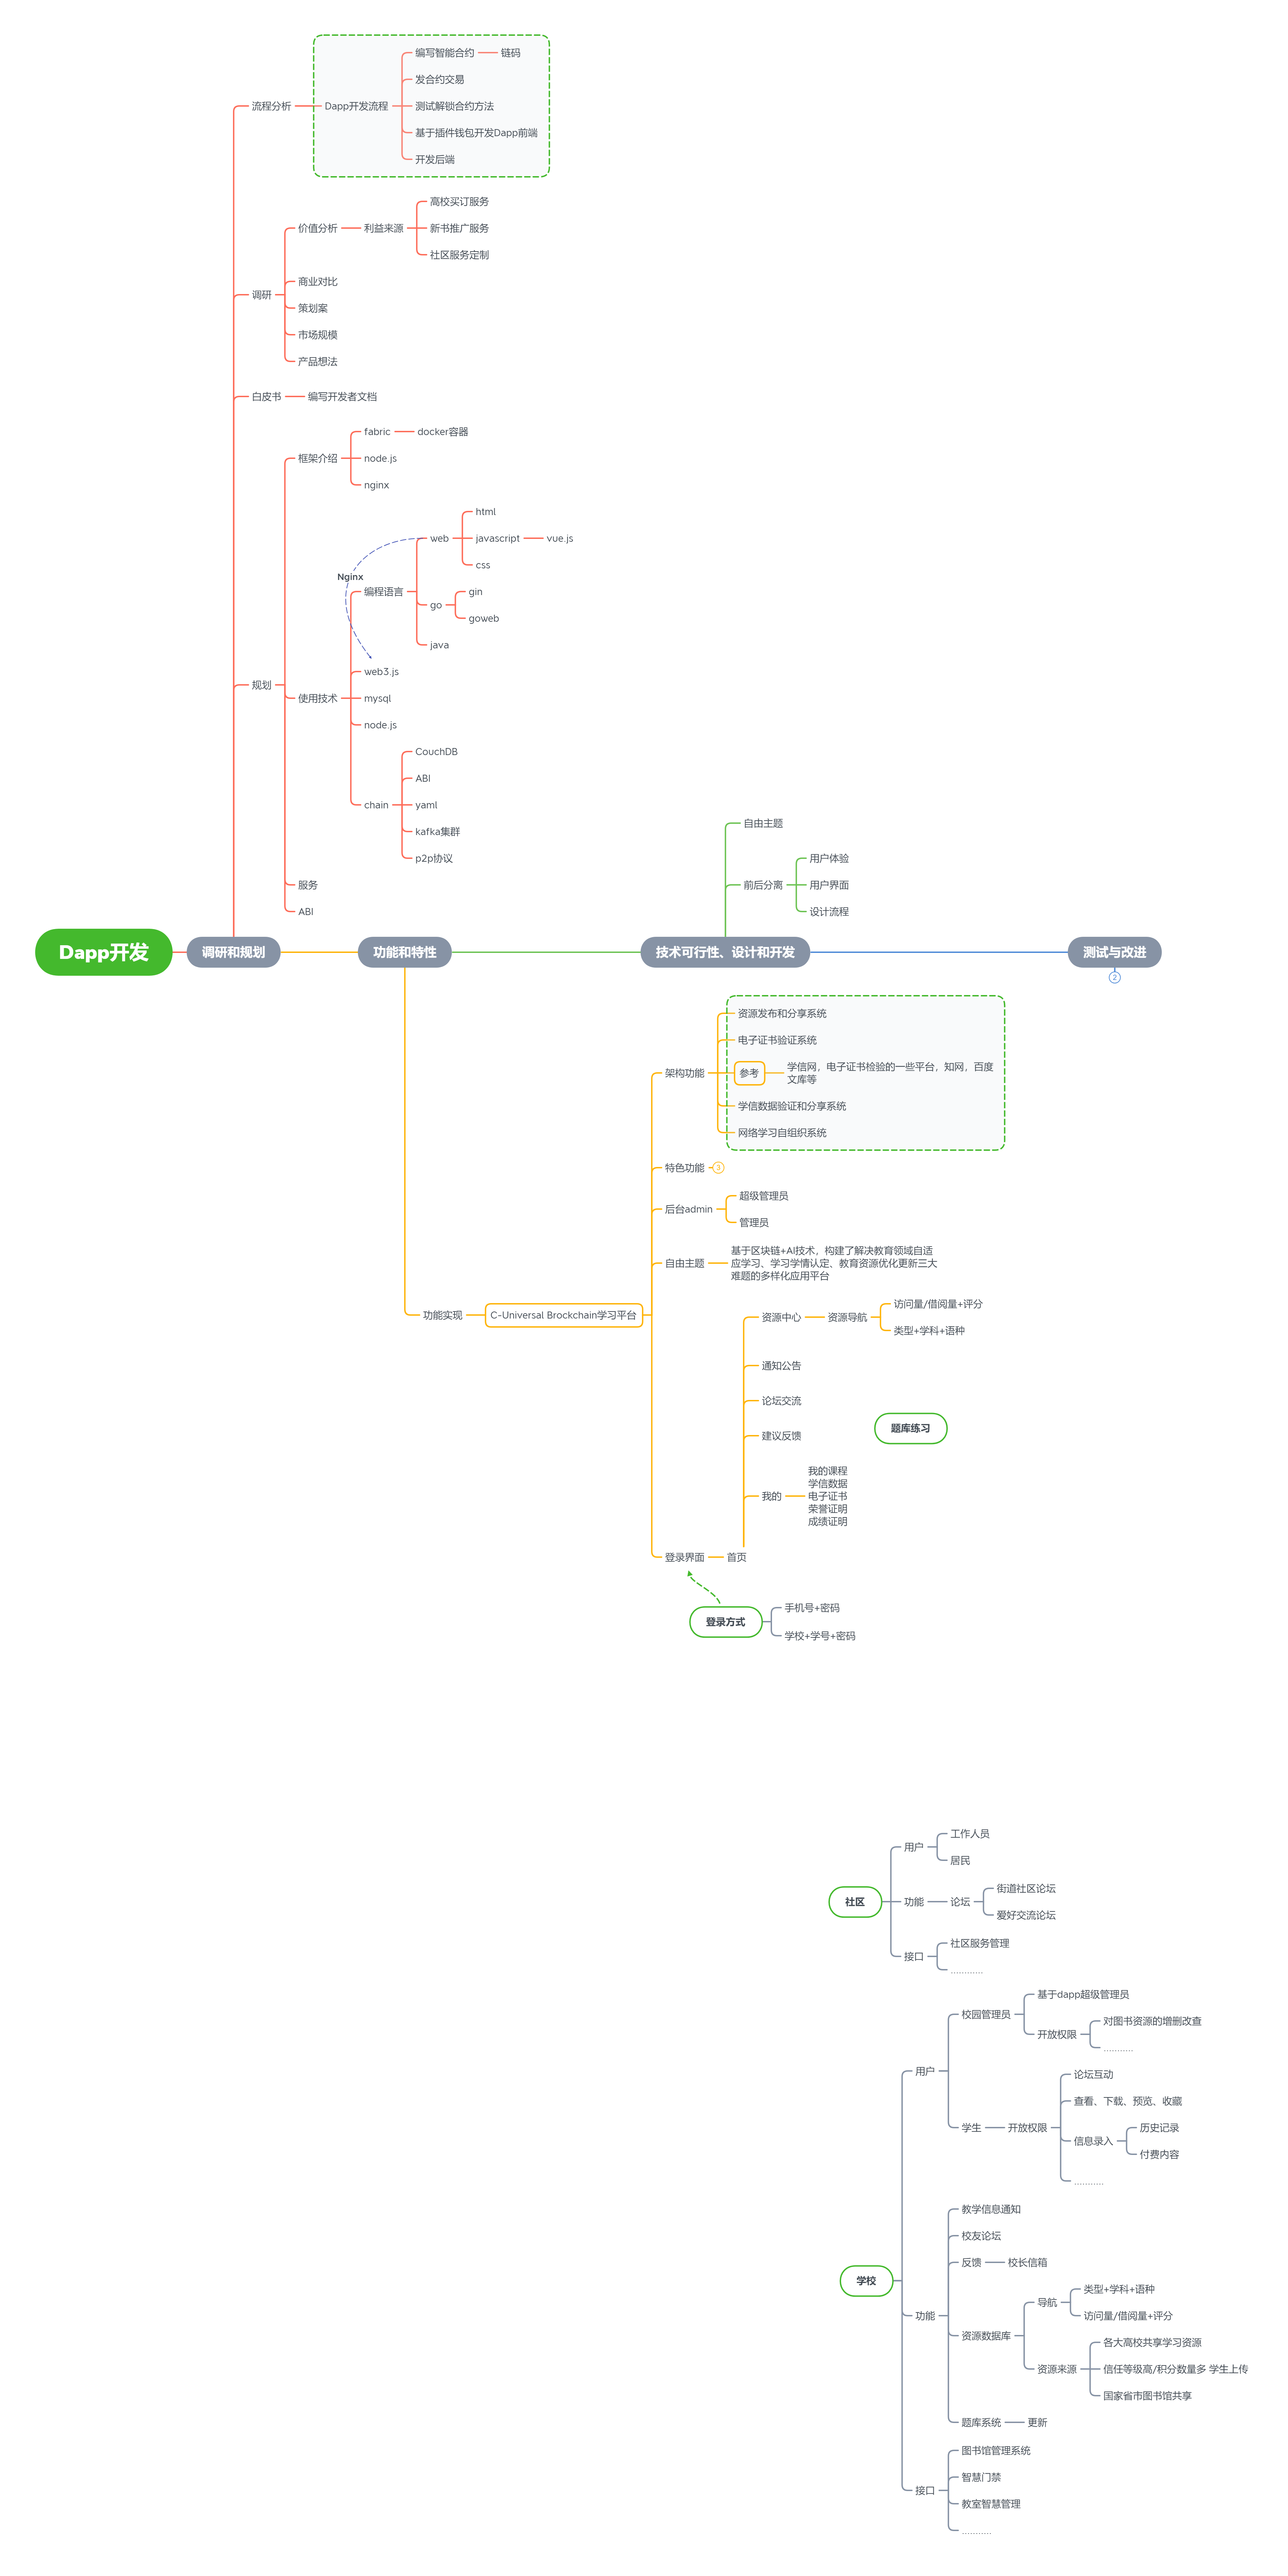 编写智能合约
链码
发合约交易
流程分析
Dapp开发流程
测试解锁合约方法
基于插件钱包开发Dapp前端
开发后端
高校买订服务
价值分析
利益来源
新书推广服务
社区服务定制
商业对比
调研
策划案
市场规模
产品想法
白皮书
编写开发者文档
fabric
docker容器
框架介绍
node.js
nginx
html
web
javascript
vue.js
css
Nginx
编程语言
gin
go
goweb
java
web3.js
规划
使用技术
mysql
node.js
CouchDB
ABI
chain
yaml
kafka集群
p2p协议
服务
ABI
自由主题
用户体验
前后分离
用户界面
设计流程
Dapp开发
调研和规划
功能和特性
技术可行性、设计和开发
测试与改进
2
资源发布和分享系统
电子证书验证系统
架构功能
参考
学信网，电子证书检验的一些平台，知网，百度
文库等
学信数据验证和分享系统
网络学习自组织系统
特色功能
3
超级管理员
后台admin
管理员
自由主题
基于区块链+AI技术，构建了解决教育领域自适
应学习、学习学情认定、教育资源优化更新三大
难题的多样化应用平台
功能实现
C-Universal Brockchain学习平台
访问量/借阅量+评分
资源中心
资源导航
类型+学科+语种
通知公告
论坛交流
题库练习
建议反馈
我的
我的课程
学信数据
电子证书
荣誉证明
成绩证明
登录界面
首页
登录方式
手机号+密码
学校+学号+密码
工作人员
用户
居民
社区
功能
论坛
街道社区论坛
爱好交流论坛
社区服务管理
接口
…………
基于dapp超级管理员
校园管理员
对图书资源的增删改查
开放权限
…………
用户
论坛互动
查看、下载、预览、收藏
学生
开放权限
信息录入
历史记录
付费内容
…………
教学信息通知
校友论坛
反馈
校长信箱
学校
类型+学科+语种
导航
访问量/借阅量+评分
功能
资源数据库
各大高校共享学习资源
资源来源
信任等级高/积分数量多 学生上传
国家省市图书馆共享
题库系统
更新
图书馆管理系统
智慧门禁
接口
教室智慧管理
…………